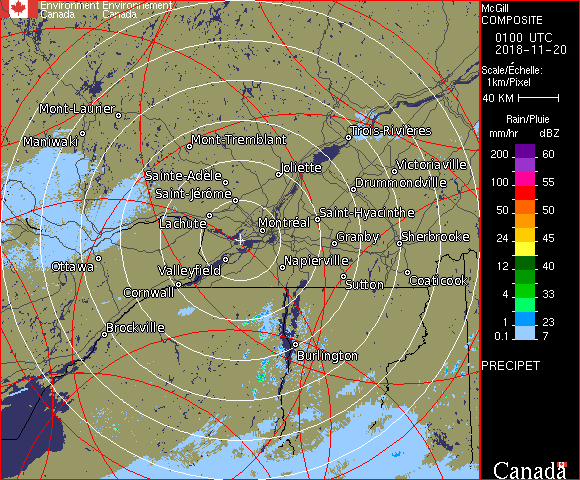 Environment Environnement
Canada Canada
McGill
COMPOSITE
0100 UTC
2018-11-20
Scale/Échelle:
1km/Pixel
40 KM
Rain/Pluie
mm/hr dBZ
200 60
150 57
100 55
50 50
24 45
12 40
4 33
1 23
0.1 7
PRECIPET
Canada
Mont-Laurier
Maniwaki
Mont-Tremblant
Trois-Rivières
Joliette
Victoriaville
Sainte-Adèle
Drummondville
Saint-Jérôme
Saint-Hyacinthe
Lachute
Montréal
Granby
Sherbrooke
Ottawa
Valleyfield
Napierville
Cornwall
Sutton
Coaticook
Brockville
Burlington